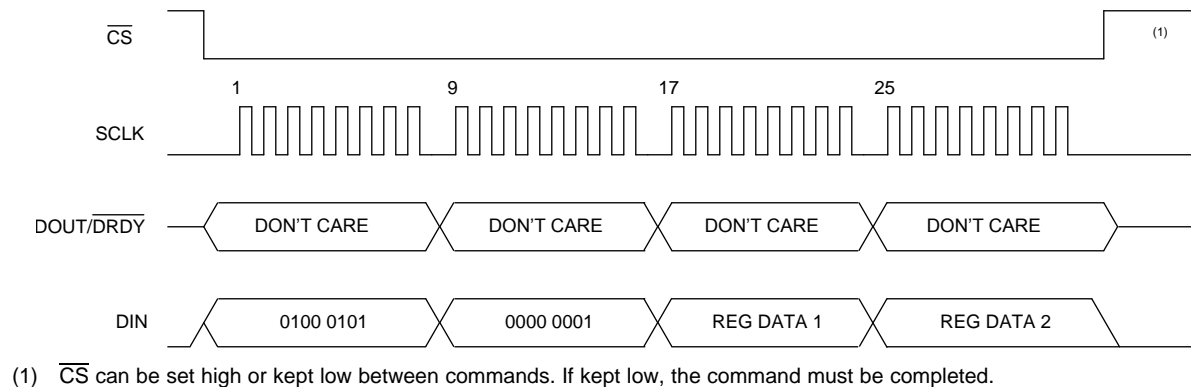 CS
(1)
1 9 17 25
SCLK
DOUT/DRDY DON'T CARE DON'T CARE DON'T CARE DON'T CARE
DIN 0100 0101 0000 0001 REG DATA 1 REG DATA 2
(1) CS can be set high or kept low between commands. If kept low, the command must be completed.